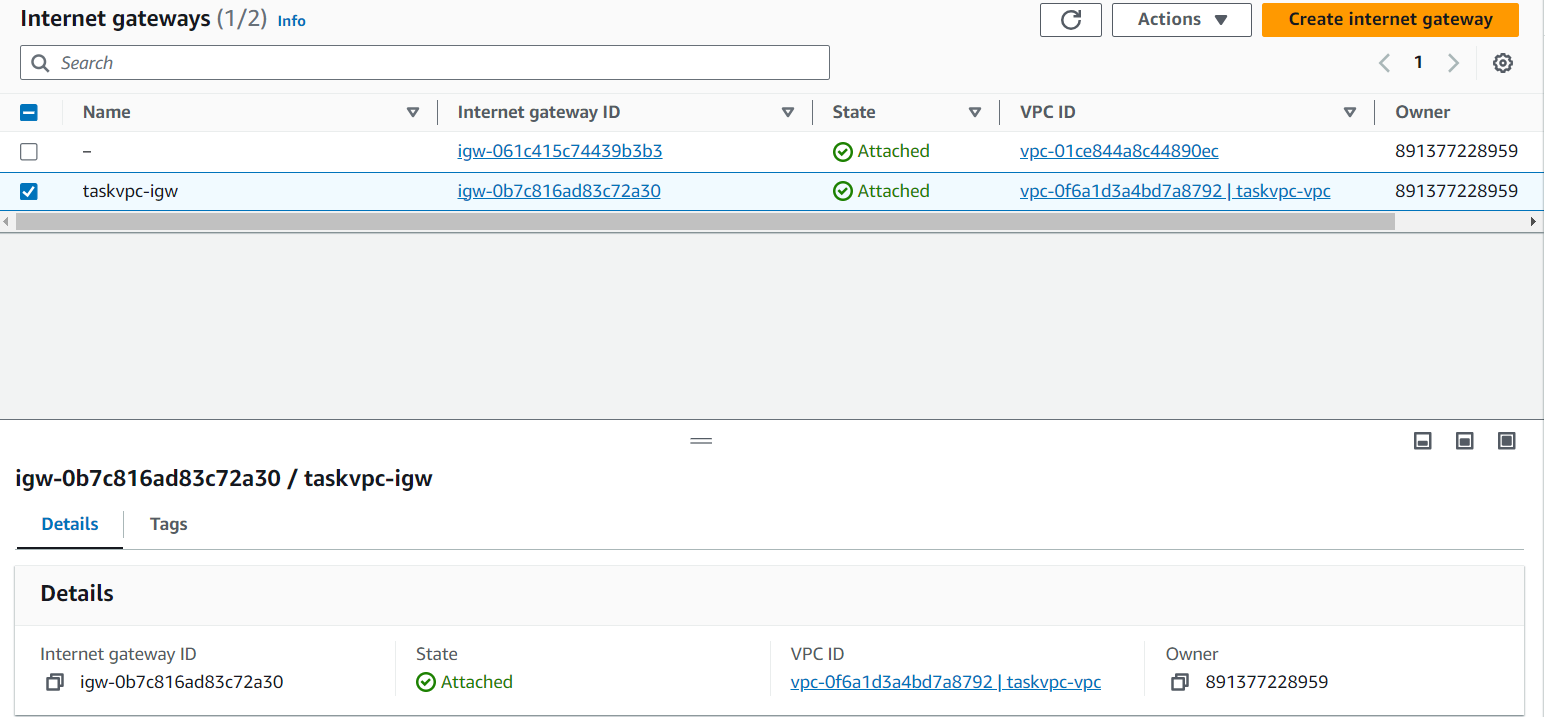 Internet gateways (1/2) Info
Actions
Create internet gateway
Search
1
Name Internet gateway ID State VPC ID Owner
– igw-061c415c74439b3b3 Attached vpc-01ce844a8c44890ec 891377228959
taskvpc-igw igw-0b7c816ad83c72a30 Attached vpc-0f6a1d3a4bd7a8792 | taskvpc-vpc 891377228959
igw-0b7c816ad83c72a30 / taskvpc-igw
Details Tags
Details
Internet gateway ID State VPC ID Owner
igw-0b7c816ad83c72a30 Attached vpc-0f6a1d3a4bd7a8792 | taskvpc-vpc 891377228959